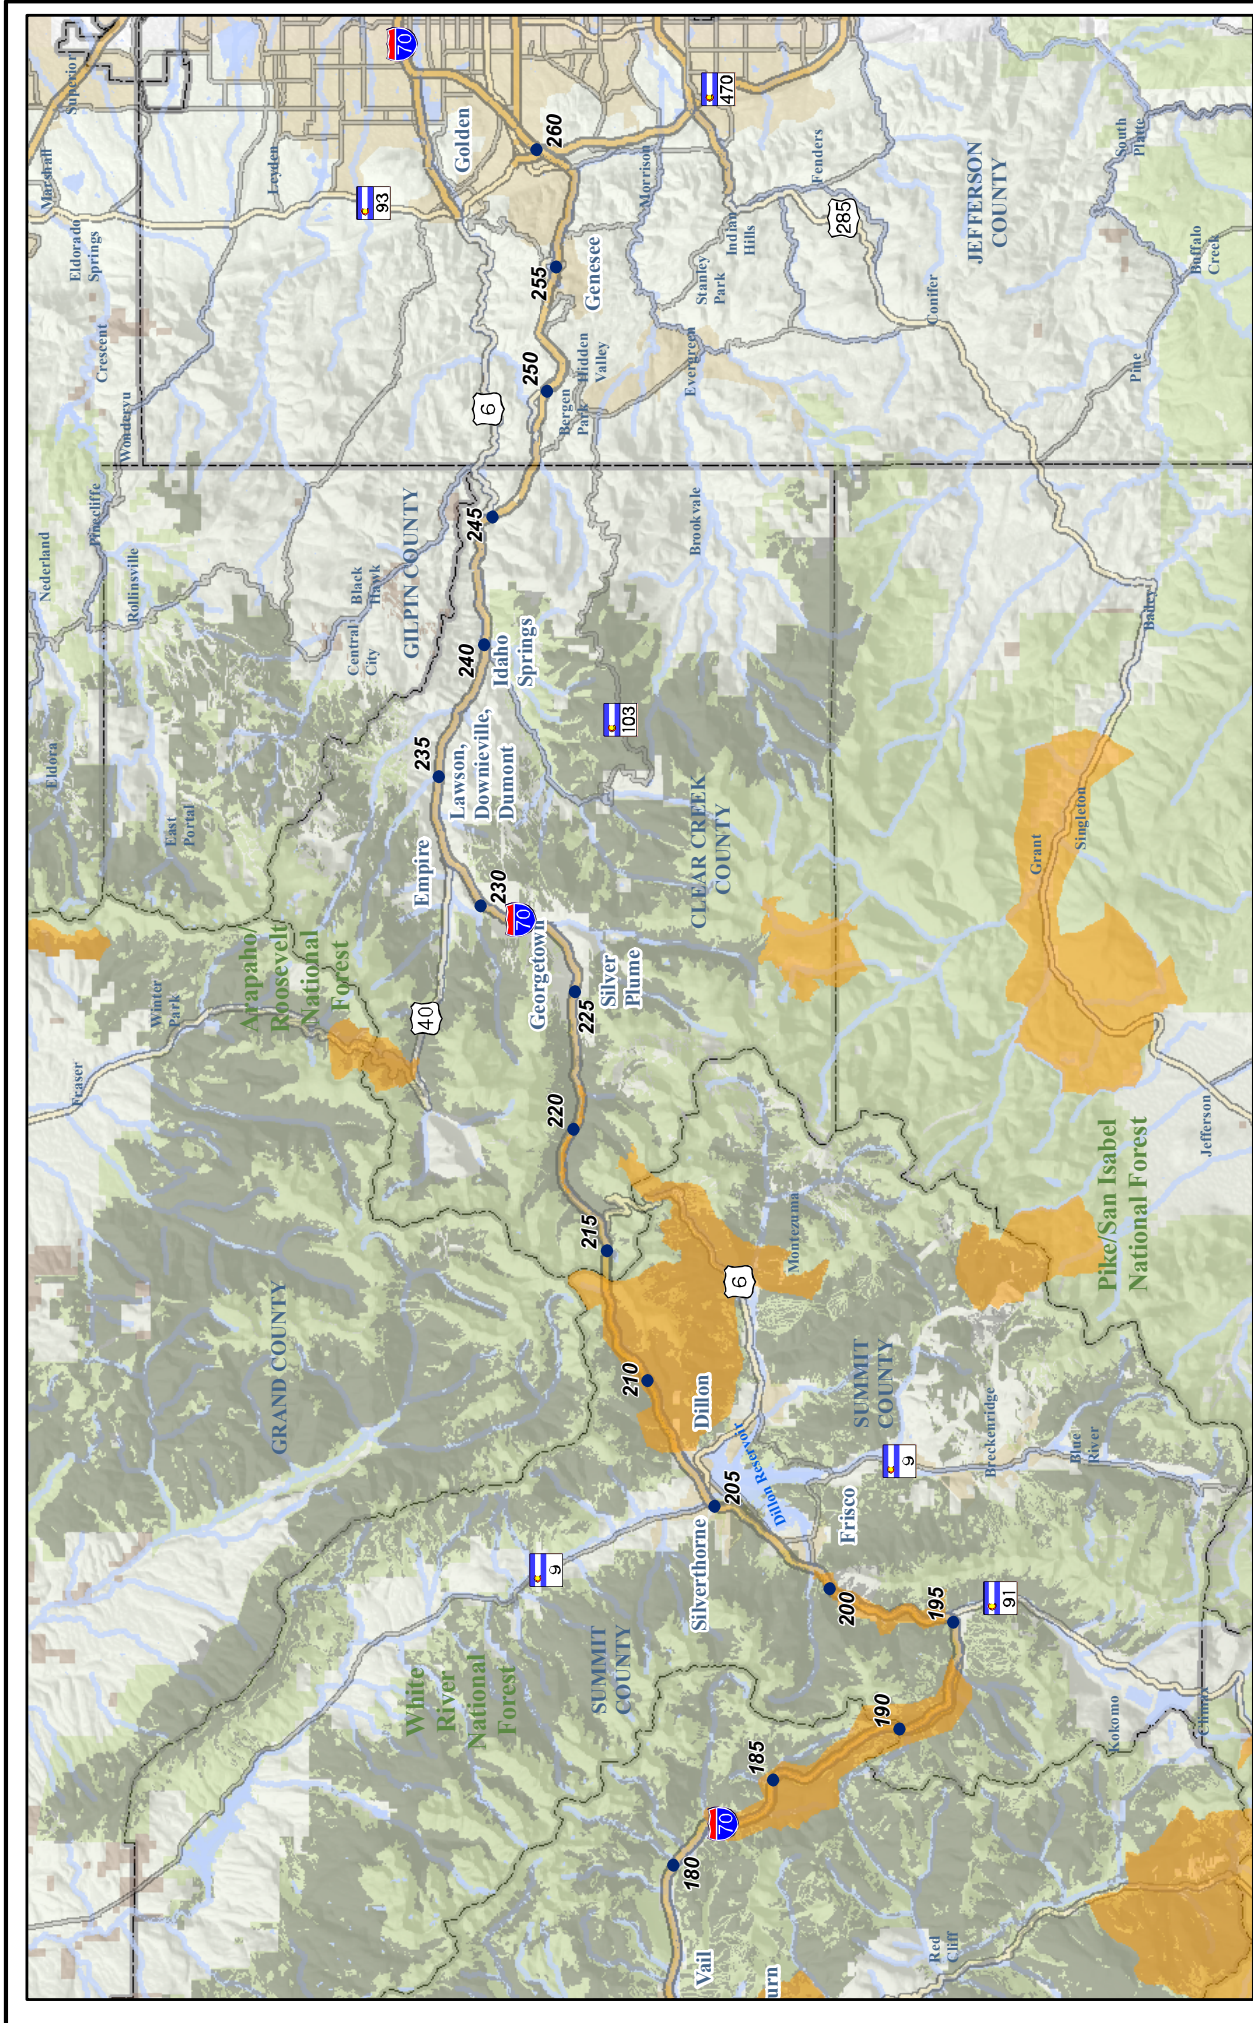 Superior
Marshall
Eldorado
Springs
Crescent
Wondervu
Pinecliffe
Nederland
Rollinsville
Eldora
East
Portal
Leyden
93
70
Golden
260
470
Morrison
Fenders
South
Platte
JEFFERSON
COUNTY
285
Indian
Hills
Stanley
Park
Buffalo
Creek
Conifer
Pine
Evergreen
Genesee
255
Hidden
Valley
250
Bergen
Park
6
Brookvale
245
GILPIN COUNTY
Black
Hawk
Central
City
240
Idaho
Springs
103
235
Lawson,
Downieville,
Dumont
Empire
230
70
Georgetown
Silver
Plume
225
CLEAR CREEK
COUNTY
Bailey
Singleton
Grant
Jefferson
Arapaho/
Roosevelt
National
Forest
Winter
Park
Fraser
40
220
215
210
Montezuma
6
Pike/San Isabel
National Forest
GRAND COUNTY
Dillon
Dillon Reservoir
205
Silverthorne
SUMMIT
COUNTY
Breckenridge
Blue
River
9
Frisco
9
200
195
91
White
River
National
Forest
SUMMIT
COUNTY
190
185
Kokomo
Climax
70
180
Vail
Red
Cliff
urn